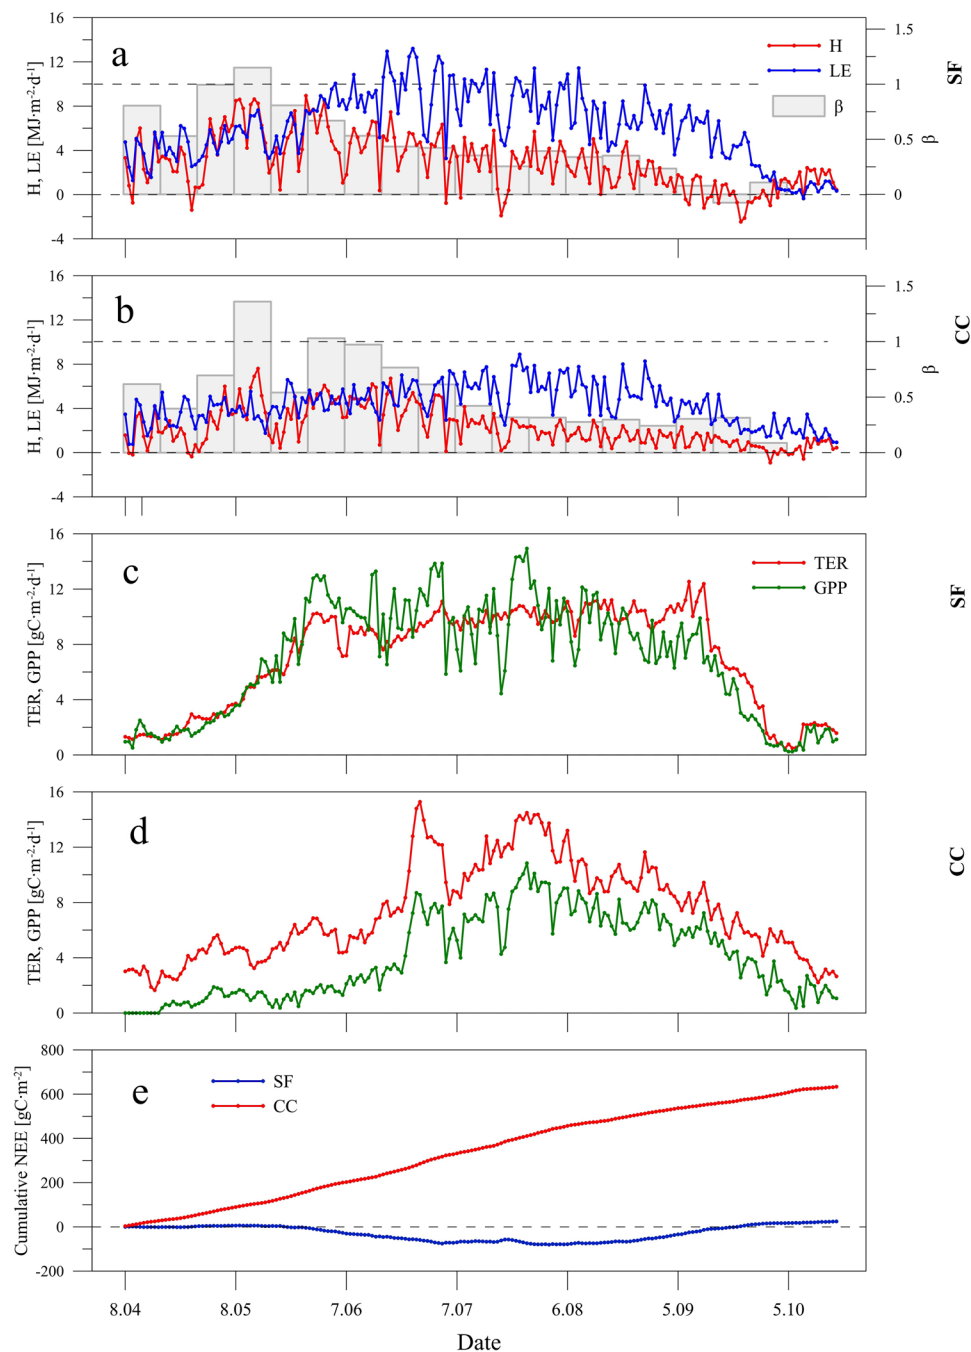 a
H, LE [MJ·m⁻²·d⁻¹]
16
12
8
4
0
-4
H
LE
β
1.5
1
0.5
0
β
SF
b
H, LE [MJ·m⁻²·d⁻¹]
16
12
8
4
0
-4
1.5
1
0.5
0
β
CC
c
TER, GPP [gC·m⁻²·d⁻¹]
16
12
8
4
0
TER
GPP
SF
d
TER, GPP [gC·m⁻²·d⁻¹]
16
12
8
4
0
CC
e
Cumulative NEE [gC·m⁻²]
800
600
400
200
0
-200
SF
CC
8.04 8.05 7.06 7.07 6.08 5.09 5.10
Date